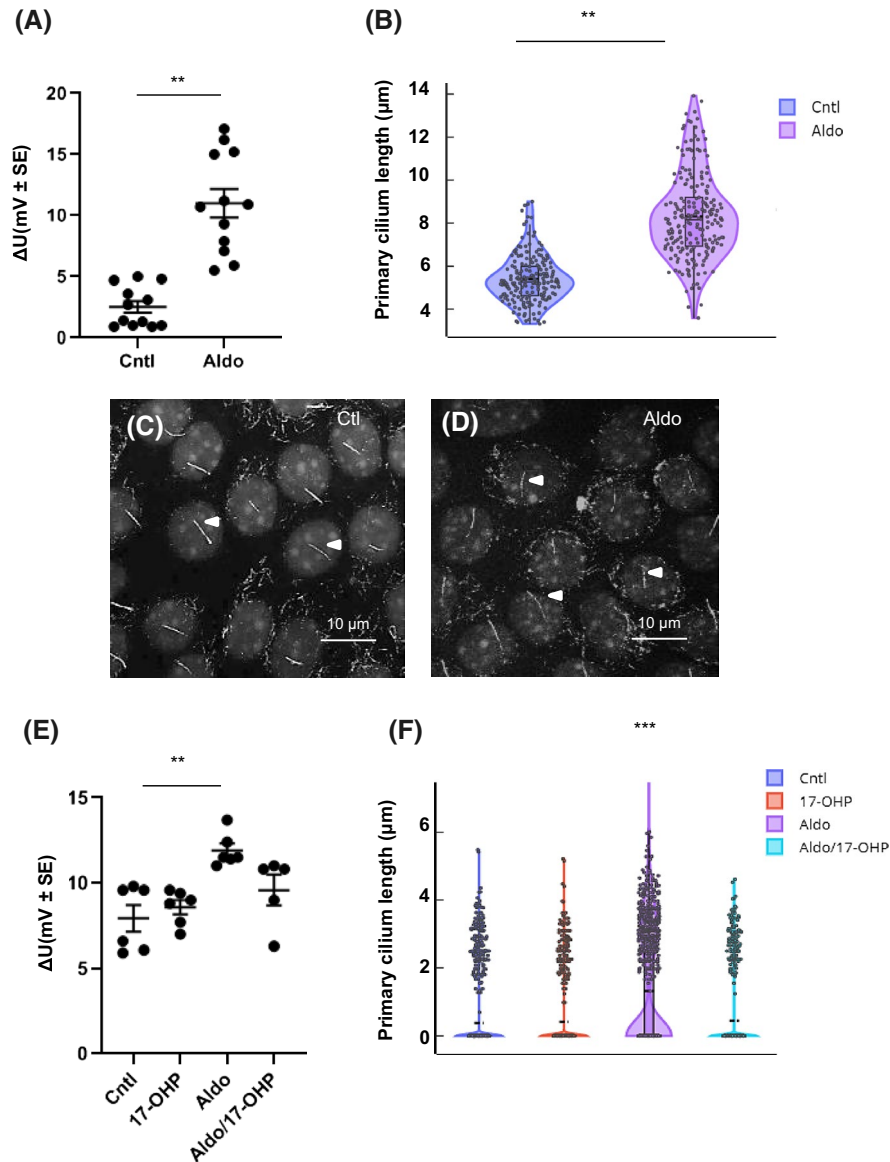 (A)
**
ΔU(mV ± SE)
20
15
10
5
0
Cntl
Aldo
(B)
**
Primary cilium length (µm)
14
12
10
8
6
4
Cntl
Aldo
(C)
Ctl
10 µm
(D)
Aldo
10 µm
(E)
**
ΔU(mV ± SE)
15
10
5
0
Cntl
17-OHP
Aldo
Aldo/17-OHP
(F)
***
Primary cilium length (µm)
6
4
2
0
Cntl
17-OHP
Aldo
Aldo/17-OHP